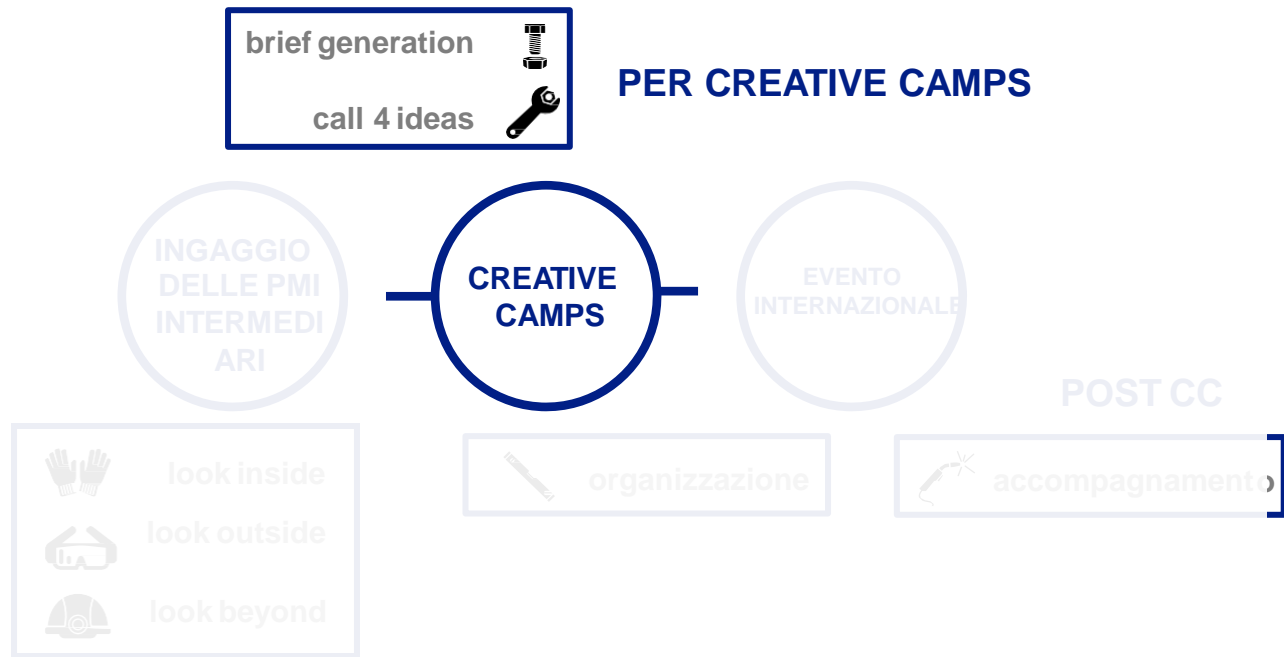 brief generation
call 4 ideas
PER CREATIVE CAMPS
INGAGGIO
DELLE PMI
INTERMEDI
ARI
CREATIVE
CAMPS
EVENTO
INTERNAZIONALE
POST CC
look inside
look outside
look beyond
organizzazione
accompagnamento